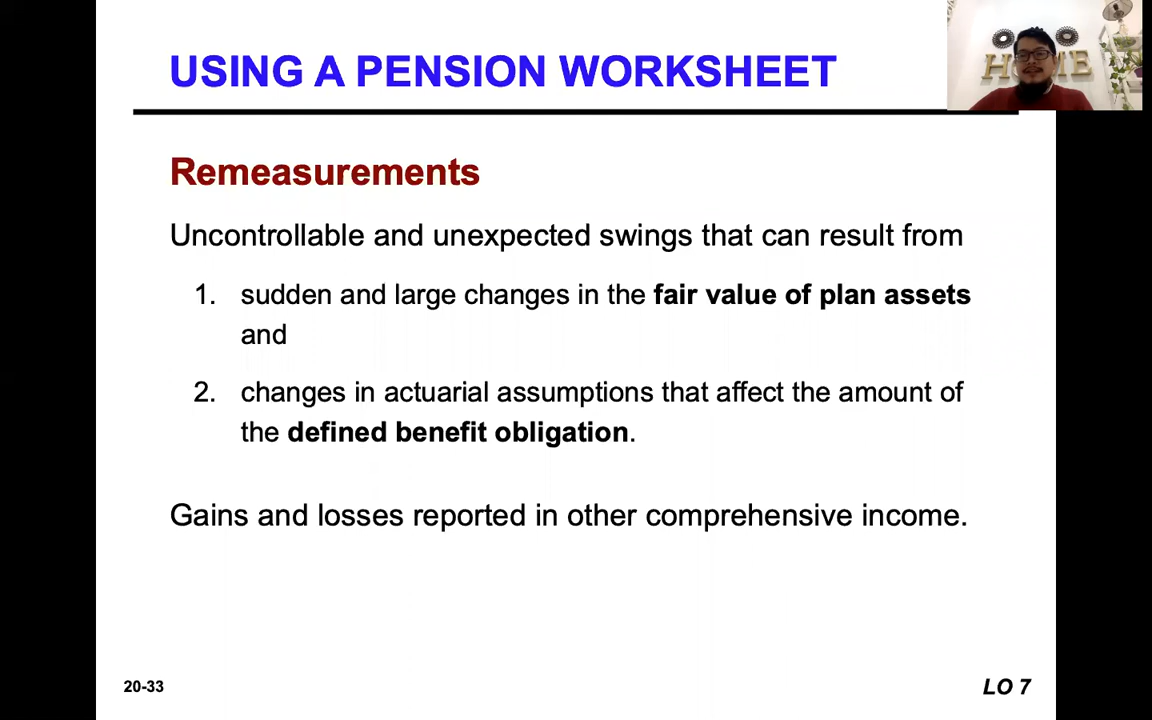 USING A PENSION WORKSHEET
HOME
Remeasurements
Uncontrollable and unexpected swings that can result from
1. sudden and large changes in the fair value of plan assets
and
2. changes in actuarial assumptions that affect the amount of
the defined benefit obligation.
Gains and losses reported in other comprehensive income.
20-33
LO 7